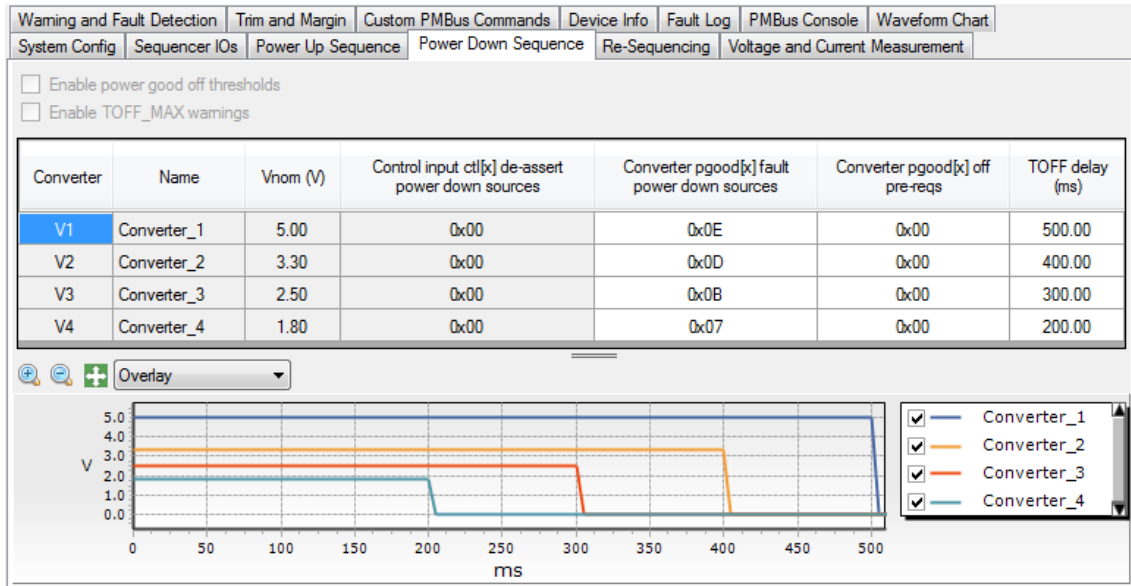 Warning and Fault Detection Trim and Margin Custom PMBus Commands Device Info Fault Log PMBus Console Waveform Chart
System Config Sequencer IOs Power Up Sequence Power Down Sequence Re-Sequencing Voltage and Current Measurement
Enable power good off thresholds
Enable TOFF_MAX warnings
Converter Name Vnom (V) Control input ctl[x] de-assert power down sources Converter pgood[x] fault power down sources Converter pgood[x] off pre-reqs TOFF delay (ms)
V1 Converter_1 5.00 0x00 0x0E 0x00 500.00
V2 Converter_2 3.30 0x00 0x0D 0x00 400.00
V3 Converter_3 2.50 0x00 0x0B 0x00 300.00
V4 Converter_4 1.80 0x00 0x07 0x00 200.00
Overlay
5.0
4.0
3.0
2.0
1.0
0.0
V
0 50 100 150 200 250 300 350 400 450 500
ms
Converter_1
Converter_2
Converter_3
Converter_4